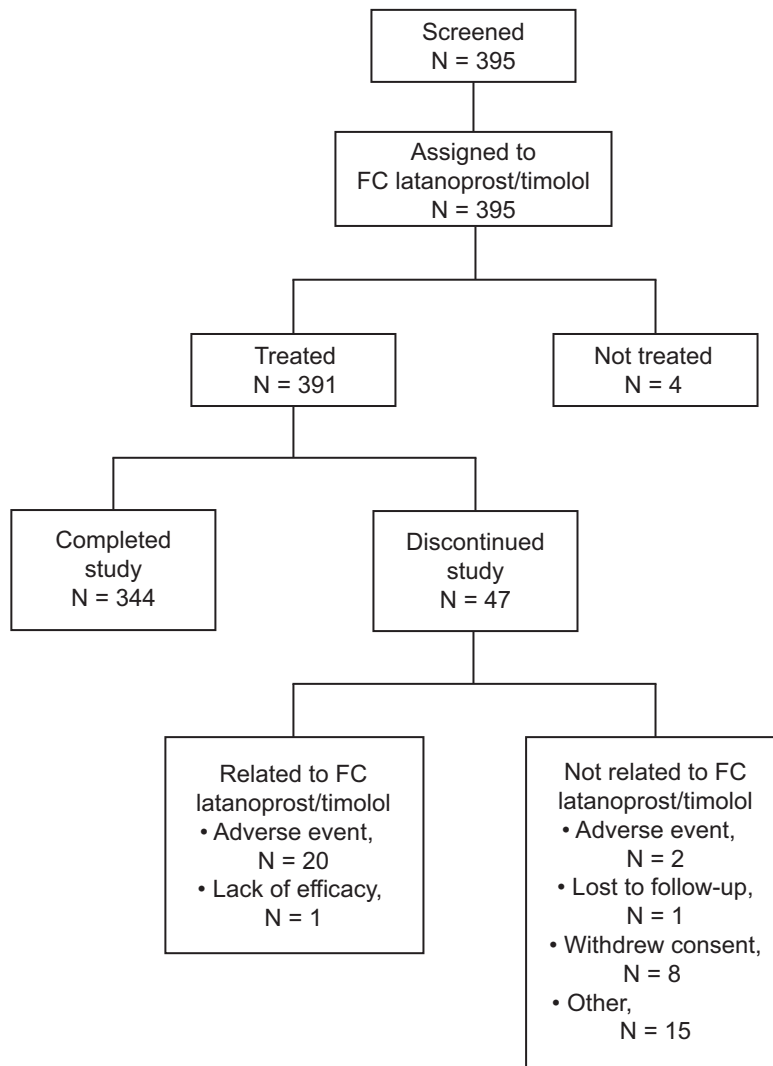 Screened
N = 395
Assigned to
FC latanoprost/timolol
N = 395
Treated
N = 391
Not treated
N = 4
Completed
study
N = 344
Discontinued
study
N = 47
Related to FC
latanoprost/timolol
• Adverse event,
N = 20
• Lack of efficacy,
N = 1
Not related to FC
latanoprost/timolol
• Adverse event,
N = 2
• Lost to follow-up,
N = 1
• Withdrew consent,
N = 8
• Other,
N = 15